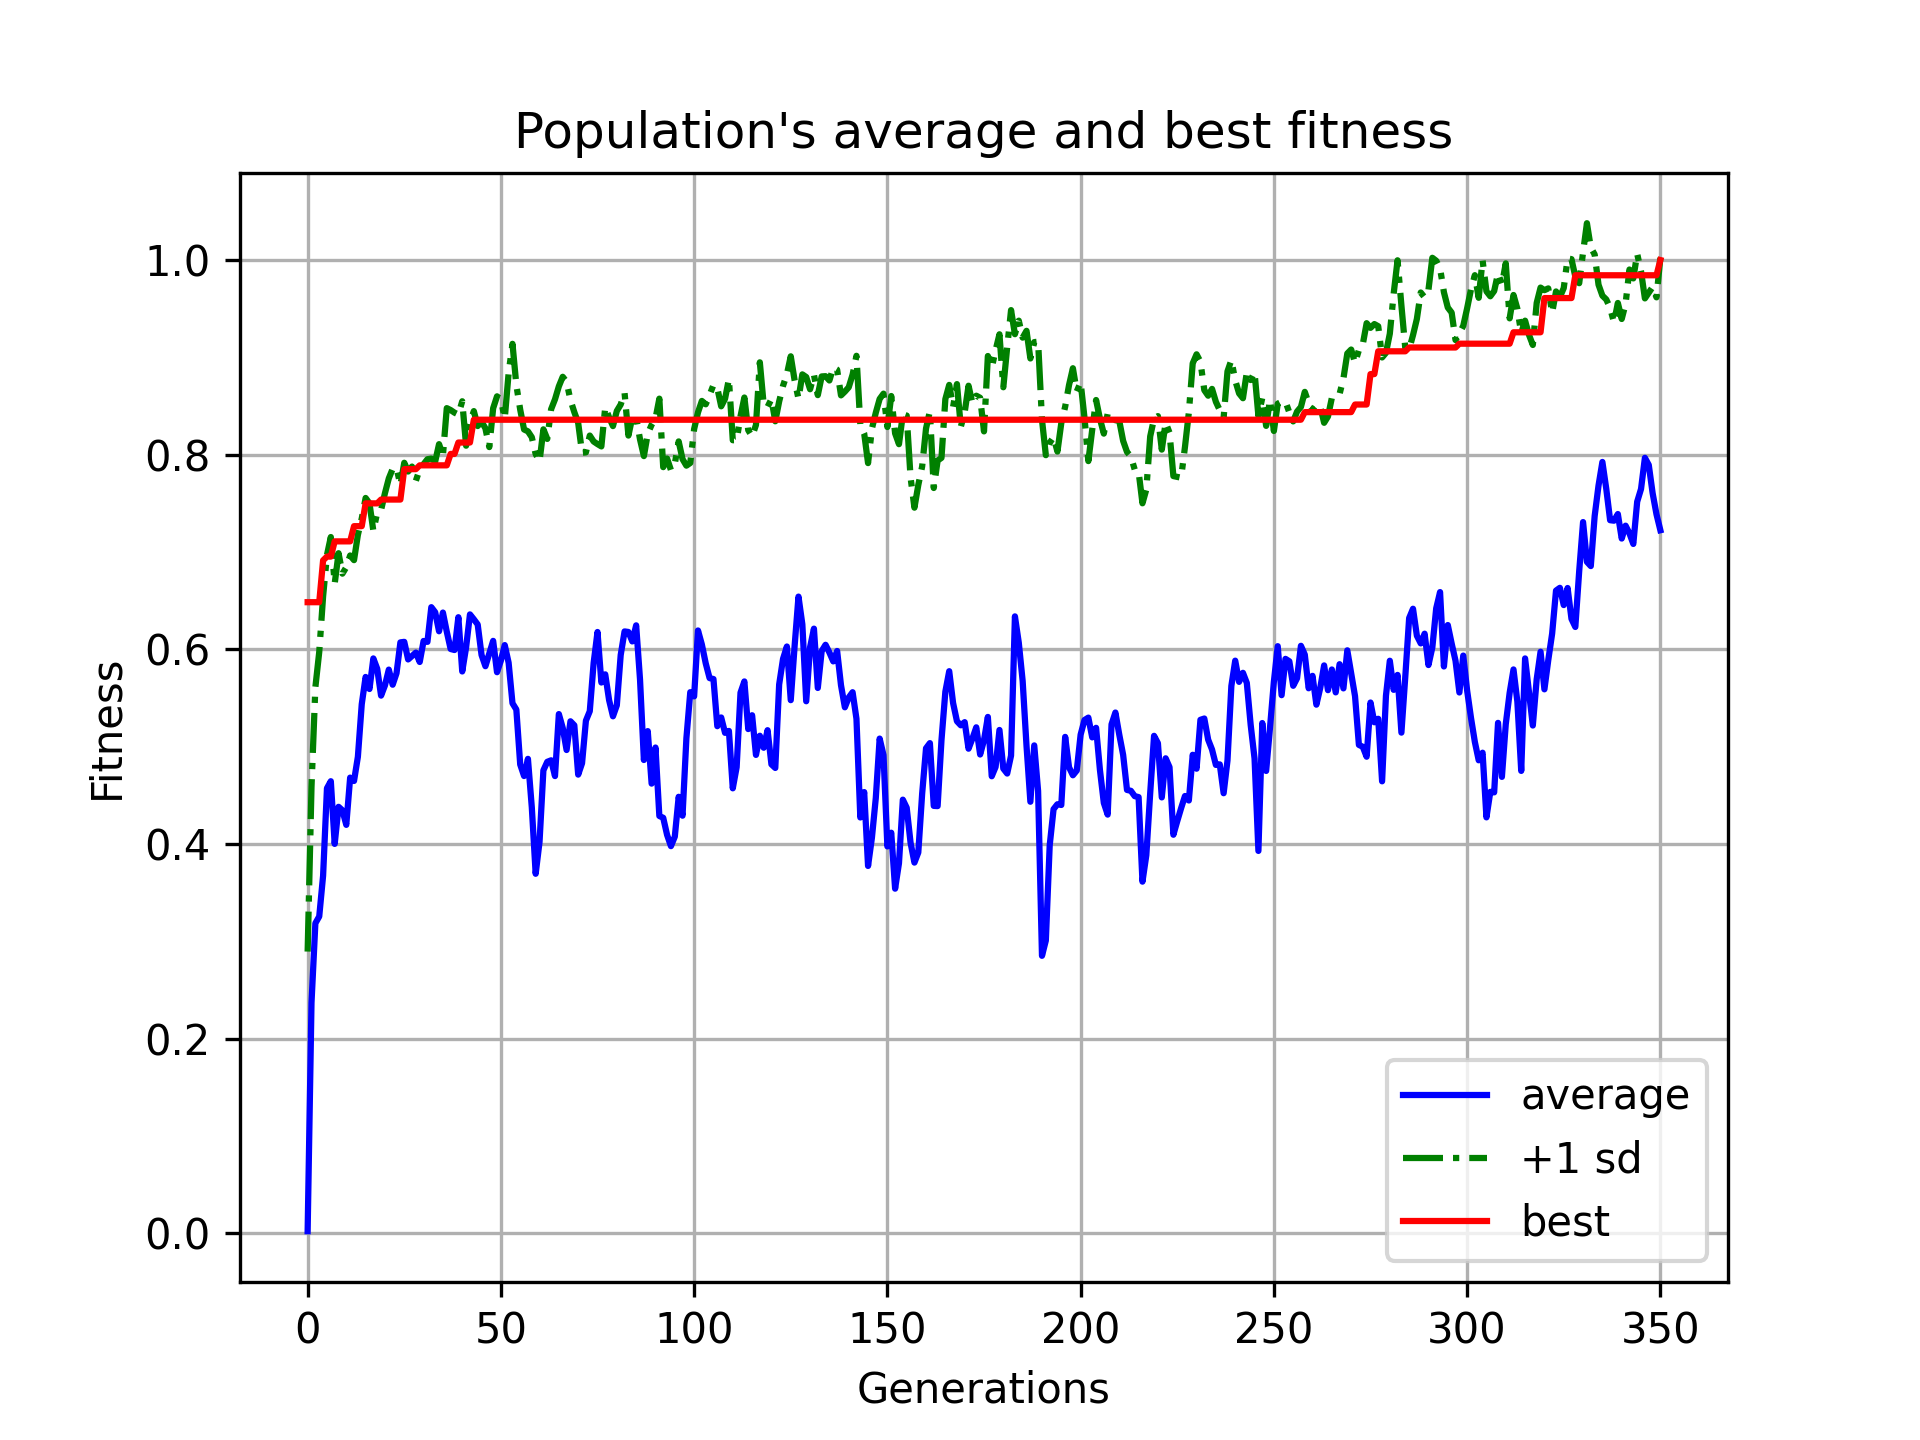 Population's average and best fitness
Fitness
1.0
0.8
0.6
0.4
0.2
0.0
average
+1 sd
best
0 50 100 150 200 250 300 350
Generations